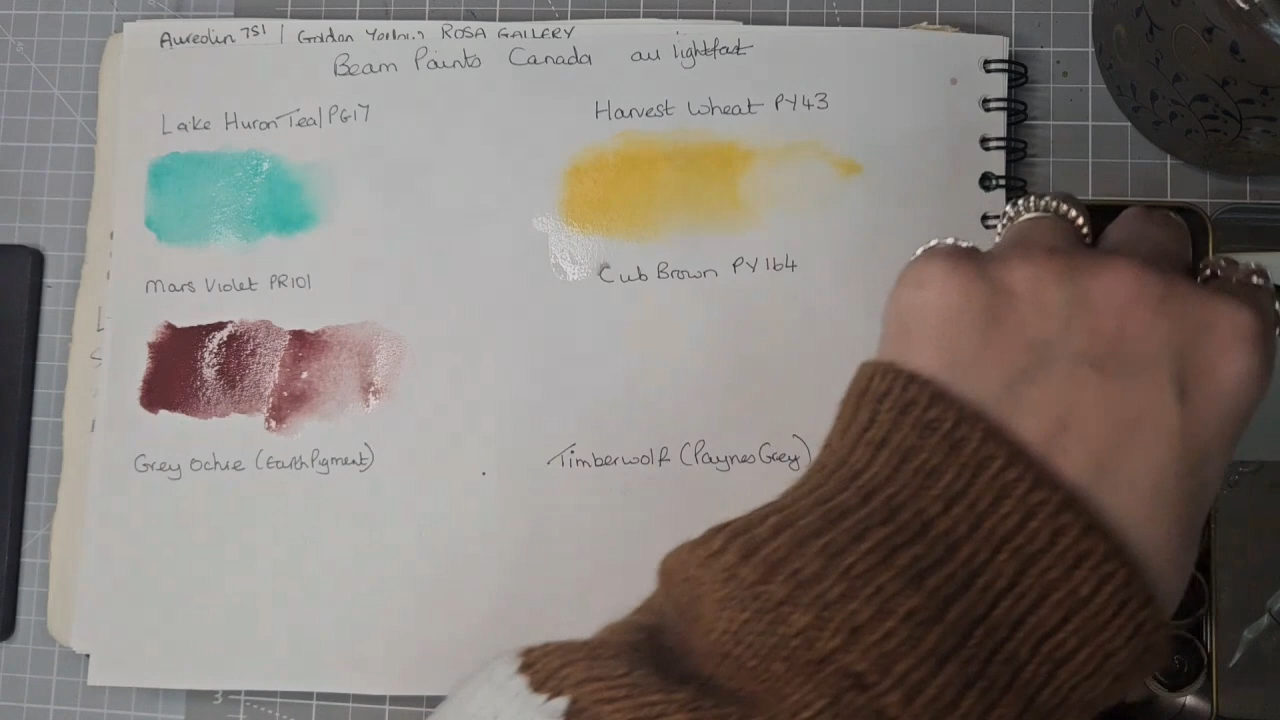 Aureolin 751 | Golden ROSA GALLERY
Beam Paints Canada all lightfast
Lake Huron Teal PG17
Harvest Wheat PY43
Mars Violet PR101
Cub Brown PY164
Grey Ochre (Earth Pigment)
Timberwolf (Paynes Grey)
3